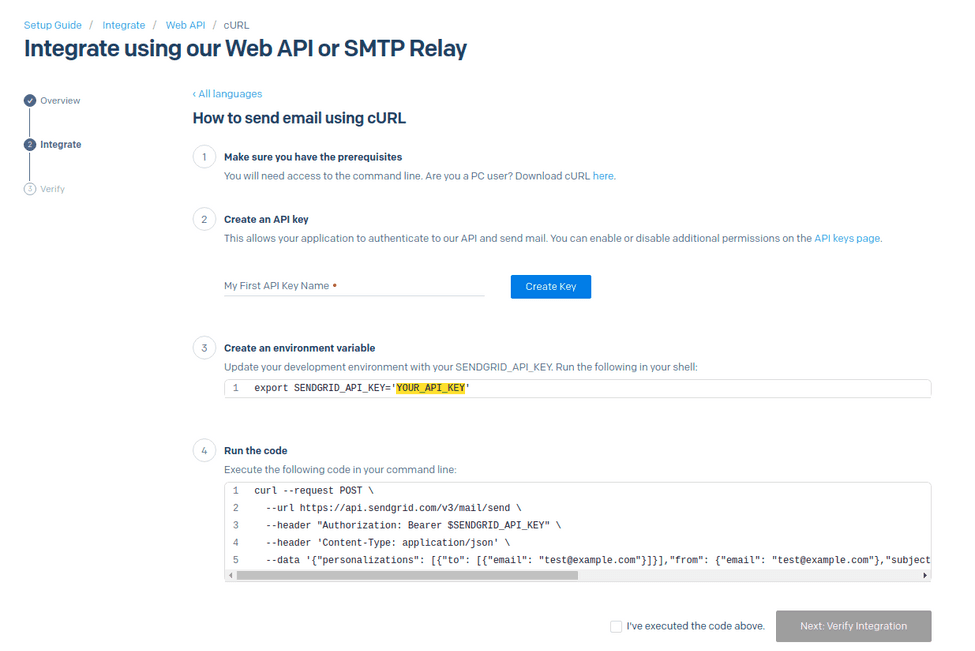 Setup Guide / Integrate / Web API / cURL
Integrate using our Web API or SMTP Relay
Overview
2 Integrate
3 Verify
‹ All languages
How to send email using cURL
1 Make sure you have the prerequisites
You will need access to the command line. Are you a PC user? Download cURL here.
2 Create an API key
This allows your application to authenticate to our API and send mail. You can enable or disable additional permissions on the API keys page.
My First API Key Name •
Create Key
3 Create an environment variable
Update your development environment with your SENDGRID_API_KEY. Run the following in your shell:
1 export SENDGRID_API_KEY='YOUR_API_KEY'
4 Run the code
Execute the following code in your command line:
1 curl --request POST \
2 --url https://api.sendgrid.com/v3/mail/send \
3 --header "Authorization: Bearer $SENDGRID_API_KEY" \
4 --header 'Content-Type: application/json' \
5 --data '{"personalizations": [{"to": [{"email": "test@example.com"}]}],"from": {"email": "test@example.com"},"subject
I've executed the code above.
Next: Verify Integration